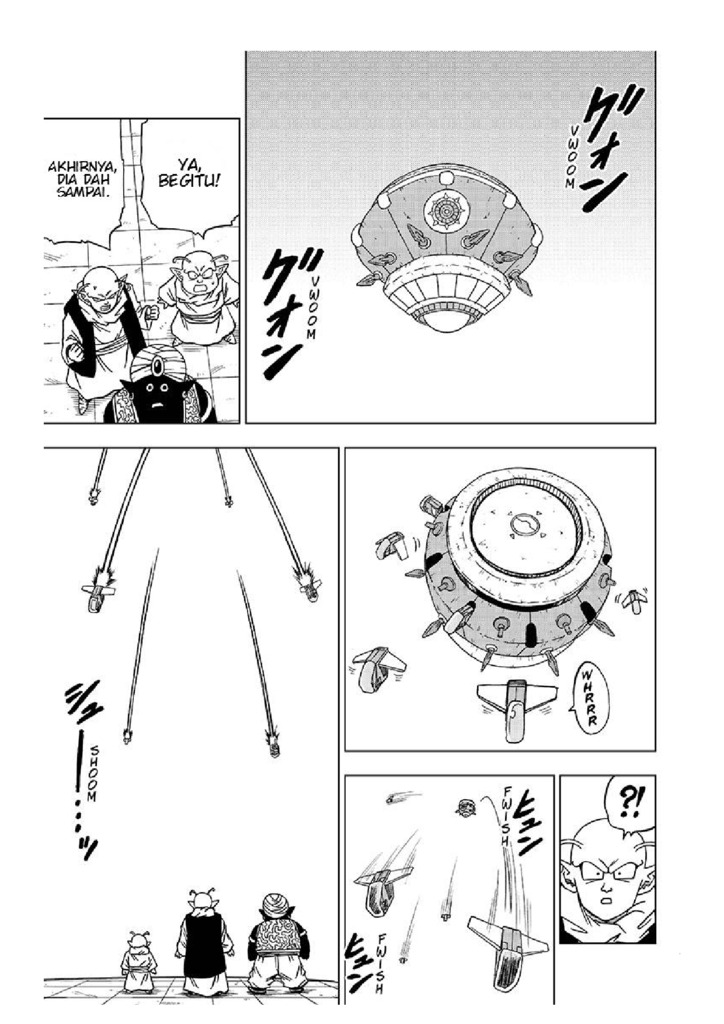 グオン
VWOOM
グオン
VWOOM
YA,
BEGITU!
AKHIRNYA,
DIA DAH
SAMPAI.
WHRRR
シュ━━…ッ
SHOOM
?!
ヒュン
FWISH
ヒュン
FWISH